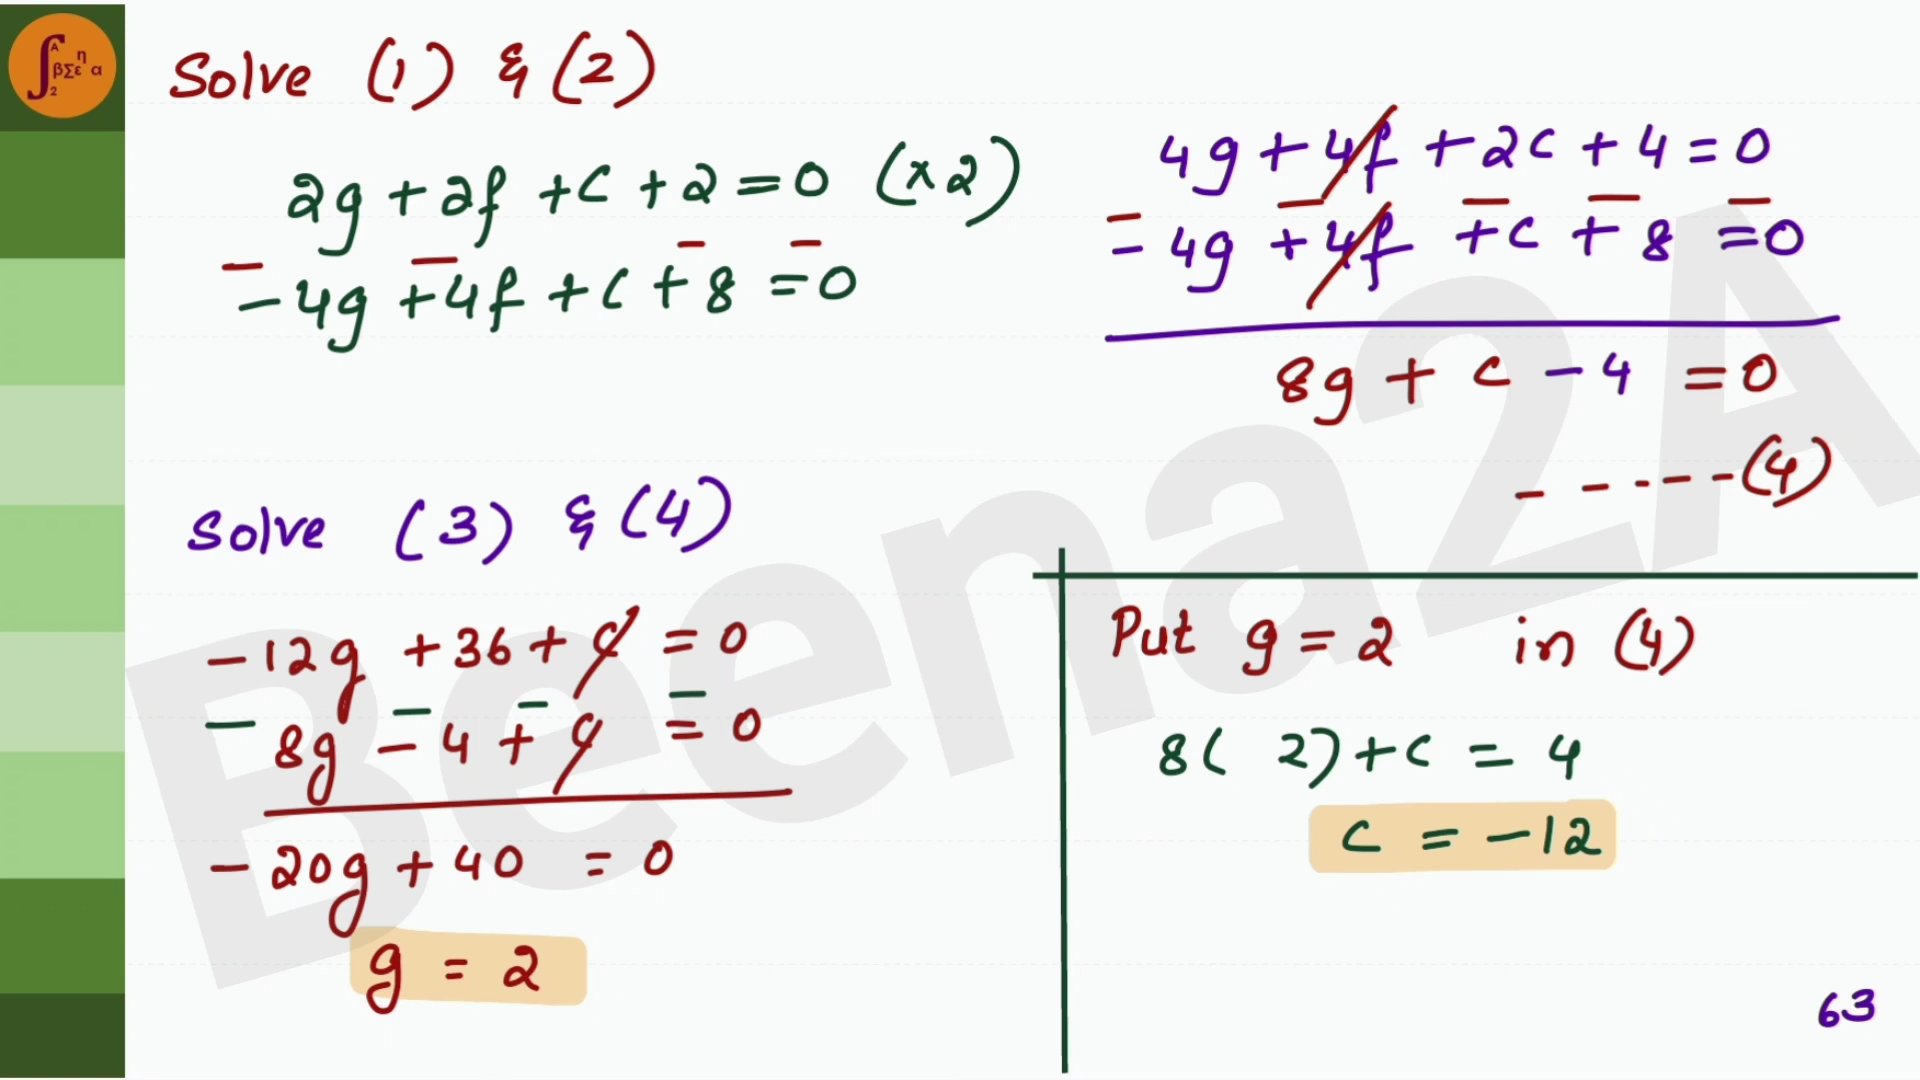 Solve (1) & (2)
2g + 2f + c + 2 = 0 (×2)
- - - -
- 4g + 4f + c + 8 = 0
4g + 4f + 2c + 4 = 0
- - - - -
- 4g + 4f + c + 8 = 0
8g + c - 4 = 0
- - - - - (4)
Solve (3) & (4)
- 12g + 36 + c = 0
- - - -
8g - 4 + c = 0
- 20g + 40 = 0
g = 2
Put g = 2 in (4)
8( 2) + c = 4
c = -12
63
Beena2A